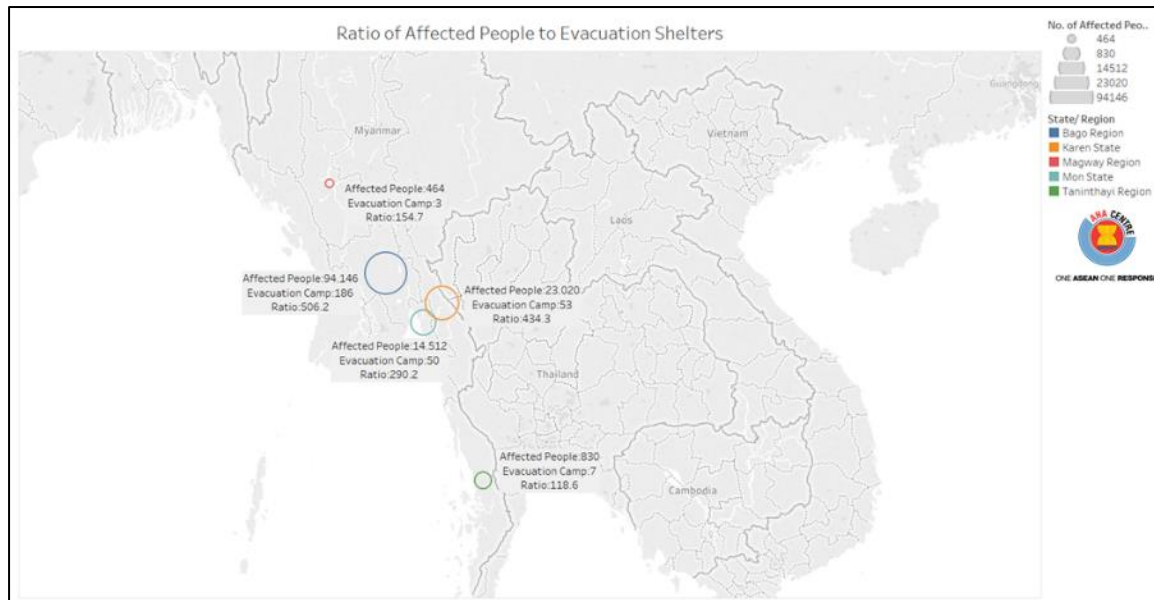 Ratio of Affected People to Evacuation Shelters
Guangdong
Myanmar
Vietnam
Affected People:464
Evacuation Camp:3
Ratio:154.7
Laos
Affected People:94.146
Evacuation Camp:186
Ratio:506.2
Affected People:23.020
Evacuation Camp:53
Ratio:434.3
Affected People:14.512
Evacuation Camp:50
Ratio:290.2
Thailand
Affected People:830
Evacuation Camp:7
Ratio:118.6
Cambodia
No. of Affected Peo..
464
830
14512
23020
94146
State/ Region
Bago Region
Karen State
Magway Region
Mon State
Taninthayi Region
AHA CENTRE
ONE ASEAN ONE RESPONSE